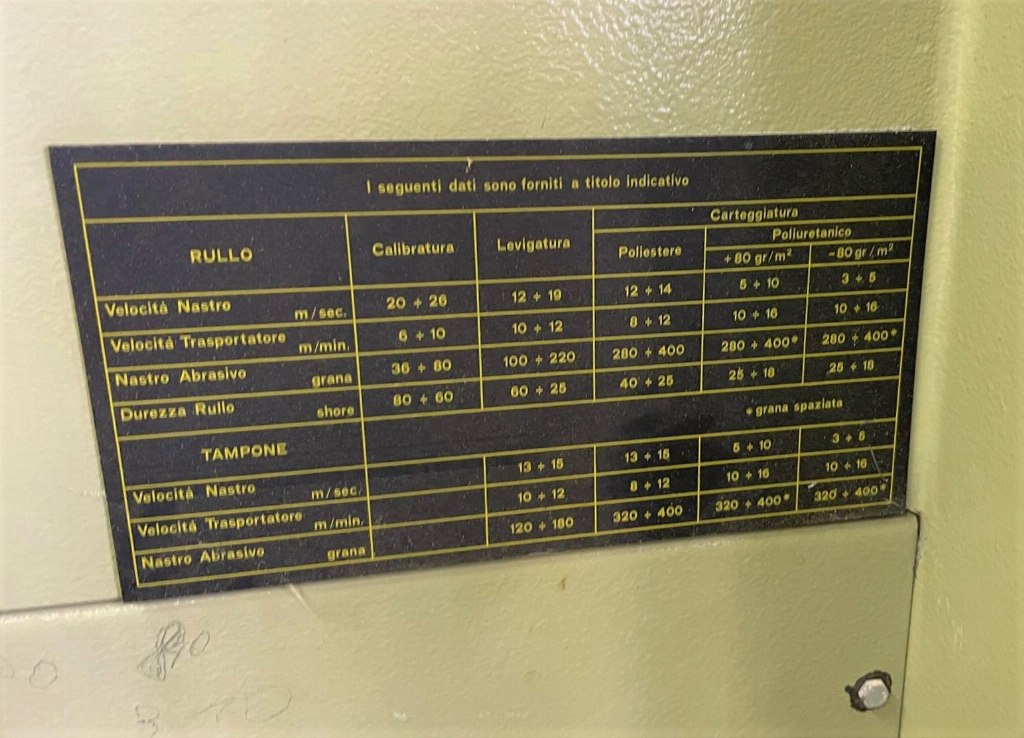 I seguenti dati sono forniti a titolo indicativo
RULLO Calibratura Levigatura Carteggiatura
Poliestere Poliuretanico
+80 gr/m² -80 gr/m²
Velocità Nastro m/sec. 20 ÷ 26 12 ÷ 19 12 ÷ 14 5 ÷ 10 3 ÷ 5
Velocità Trasportatore m/min. 6 ÷ 10 10 ÷ 12 8 ÷ 12 10 ÷ 16 10 ÷ 16
Nastro Abrasivo grana 36 ÷ 80 100 ÷ 220 280 ÷ 400 280 ÷ 400* 280 ÷ 400*
Durezza Rullo shore 80 ÷ 60 60 ÷ 25 40 ÷ 25 25 ÷ 18 25 ÷ 18
* grana spaziata
TAMPONE
Velocità Nastro m/sec. 13 ÷ 15 13 ÷ 15 5 ÷ 10 3 ÷ 5
Velocità Trasportatore m/min. 10 ÷ 12 8 ÷ 12 10 ÷ 16 10 ÷ 16
Nastro Abrasivo grana 120 ÷ 180 320 ÷ 400 320 ÷ 400* 320 ÷ 400*